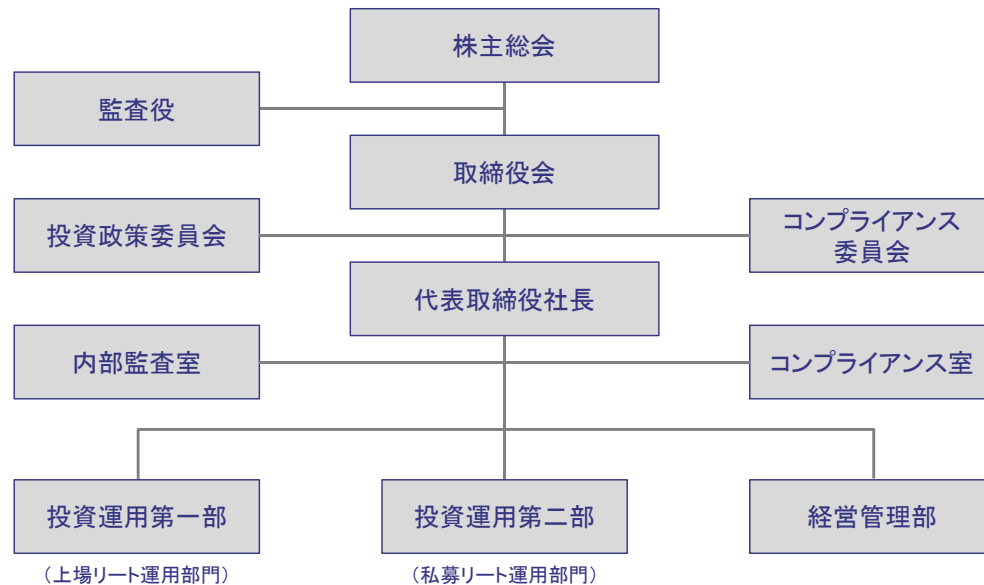 株主総会
監査役
取締役会
投資政策委員会
コンプライアンス
委員会
代表取締役社長
内部監査室
コンプライアンス室
投資運用第一部
投資運用第二部
経営管理部
（上場リート運用部門）
（私募リート運用部門）